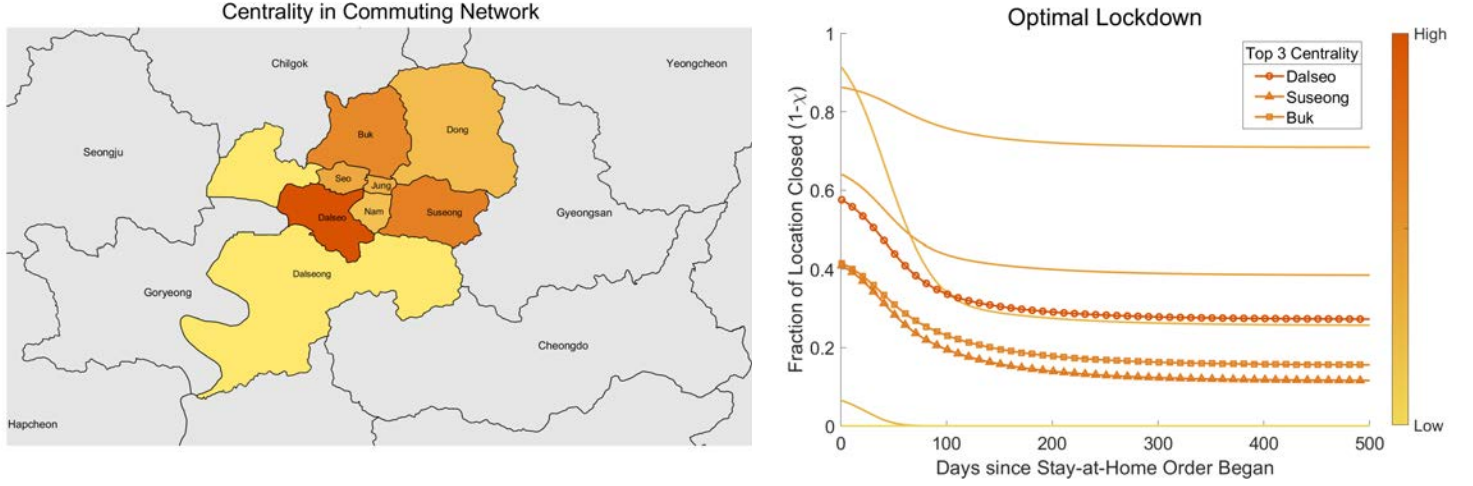 Centrality in Commuting Network
Chilgok
Yeongcheon
Seongju
Buk
Dong
Seo
Jung
Dalseo
Nam
Suseong
Gyeongsan
Dalseong
Goryeong
Cheongdo
Hapcheon
Optimal Lockdown
Fraction of Location Closed (1-χ)
1
0.8
0.6
0.4
0.2
0
Top 3 Centrality
Dalseo
Suseong
Buk
0 100 200 300 400 500
Days since Stay-at-Home Order Began
High
Low